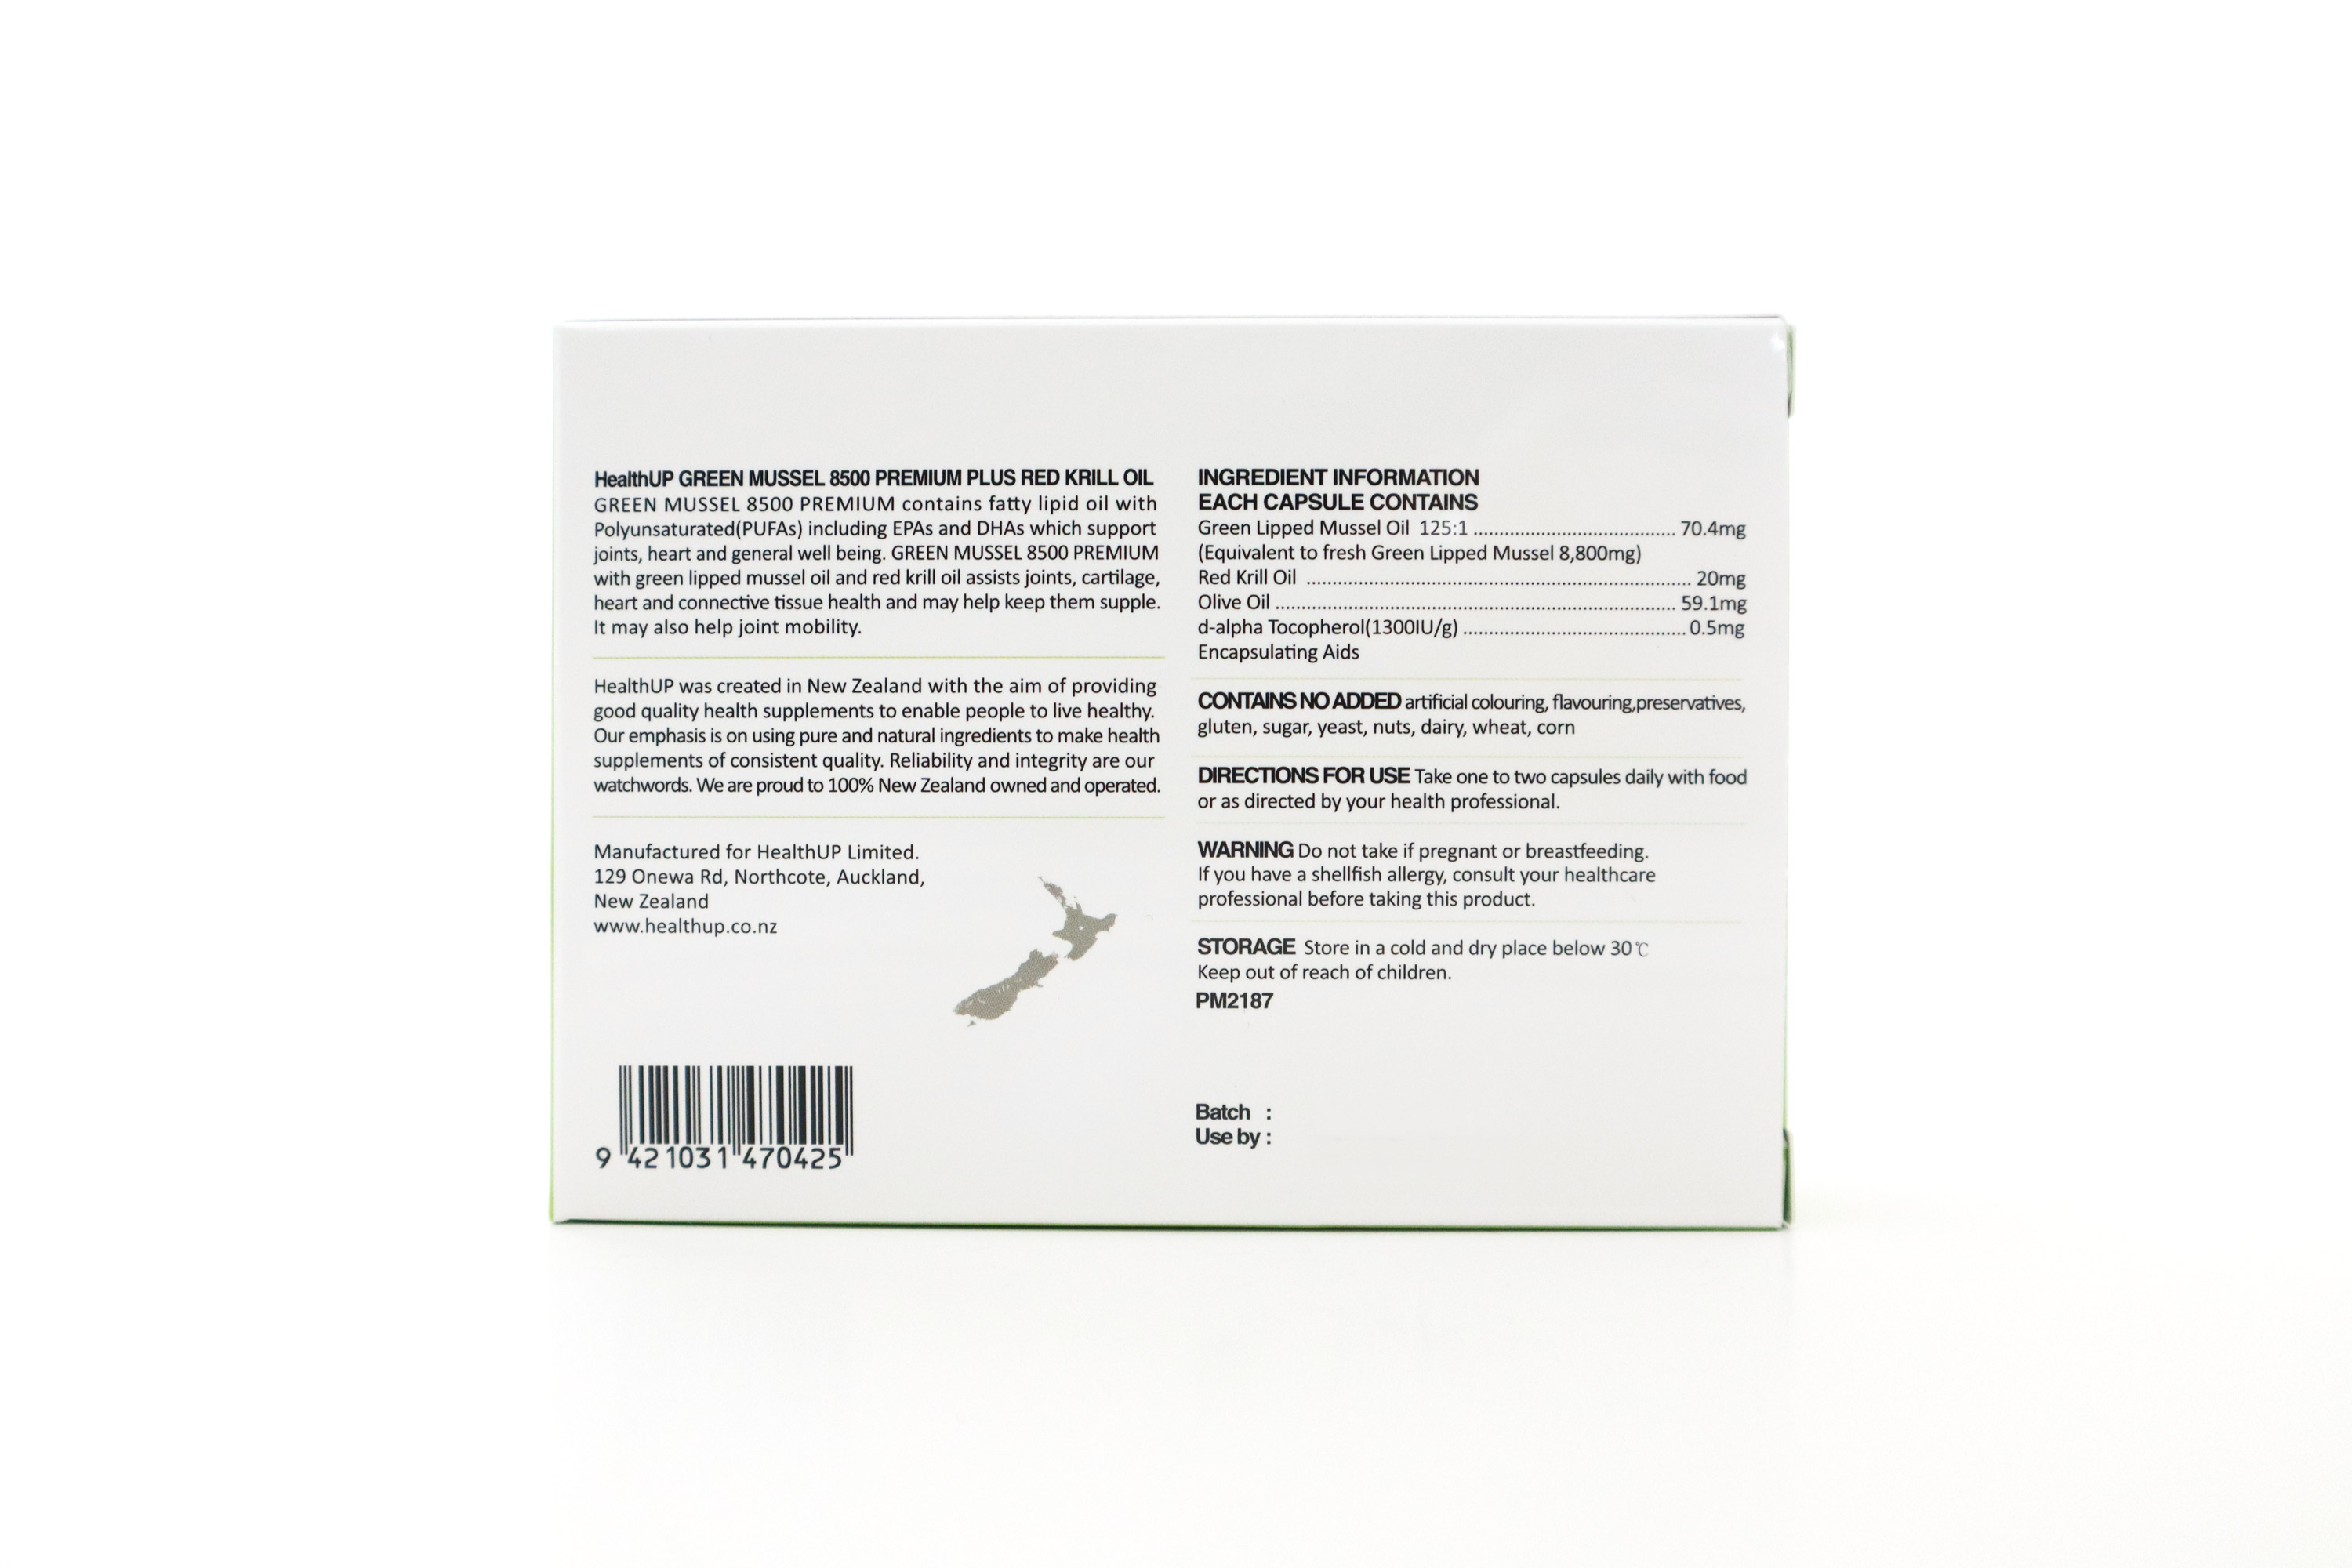 HealthUP GREEN MUSSEL 8500 PREMIUM PLUS RED KRILL OIL
GREEN MUSSEL 8500 PREMIUM contains fatty lipid oil with
Polyunsaturated(PUFAs) including EPAs and DHAs which support
joints, heart and general well being. GREEN MUSSEL 8500 PREMIUM
with green lipped mussel oil and red krill oil assists joints, cartilage,
heart and connective tissue health and may help keep them supple.
It may also help joint mobility.
HealthUP was created in New Zealand with the aim of providing
good quality health supplements to enable people to live healthy.
Our emphasis is on using pure and natural ingredients to make health
supplements of consistent quality. Reliability and integrity are our
watchwords. We are proud to 100% New Zealand owned and operated.
Manufactured for HealthUP Limited.
129 Onewa Rd, Northcote, Auckland,
New Zealand
www.healthup.co.nz
9 421031 470425
INGREDIENT INFORMATION
EACH CAPSULE CONTAINS
Green Lipped Mussel Oil 125:1 ..................................... 70.4mg
(Equivalent to fresh Green Lipped Mussel 8,800mg)
Red Krill Oil ..................................................................... 20mg
Olive Oil ........................................................................ 59.1mg
d-alpha Tocopherol(1300IU/g) ........................................ 0.5mg
Encapsulating Aids
CONTAINS NO ADDED artificial colouring, flavouring,preservatives,
gluten, sugar, yeast, nuts, dairy, wheat, corn
DIRECTIONS FOR USE Take one to two capsules daily with food
or as directed by your health professional.
WARNING Do not take if pregnant or breastfeeding.
If you have a shellfish allergy, consult your healthcare
professional before taking this product.
STORAGE Store in a cold and dry place below 30℃
Keep out of reach of children.
PM2187
Batch :
Use by :